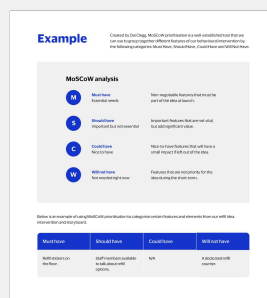 Example
Created by Dai Clegg, MoSCoW prioritisation is a well-established tool that we
can use to group together different features of our behavioural intervention by
the following categories: Must Have, Should Have, Could Have and Will Not Have.
MoSCoW analysis
M
Must have
Essential needs
Non-negotiable features that must be
part of the idea at launch.
S
Should have
Important but not essential
Important features that are not vital,
but add significant value.
C
Could have
Nice to have
Nice-to-have features that will have a
small impact if left out of the idea.
W
Will not have
Not needed right now
Features that are not priority for the
idea during the short-term.
Below is an example of using MoSCoW prioritisation to categorise certain features and elements from our refill idea,
intervention and storyboard.
Must have
Should have
Could have
Will not have
Refill stickers on
the floor.
Staff members available
to talk about refill
options.
N/A
A dedicated refill
counter.